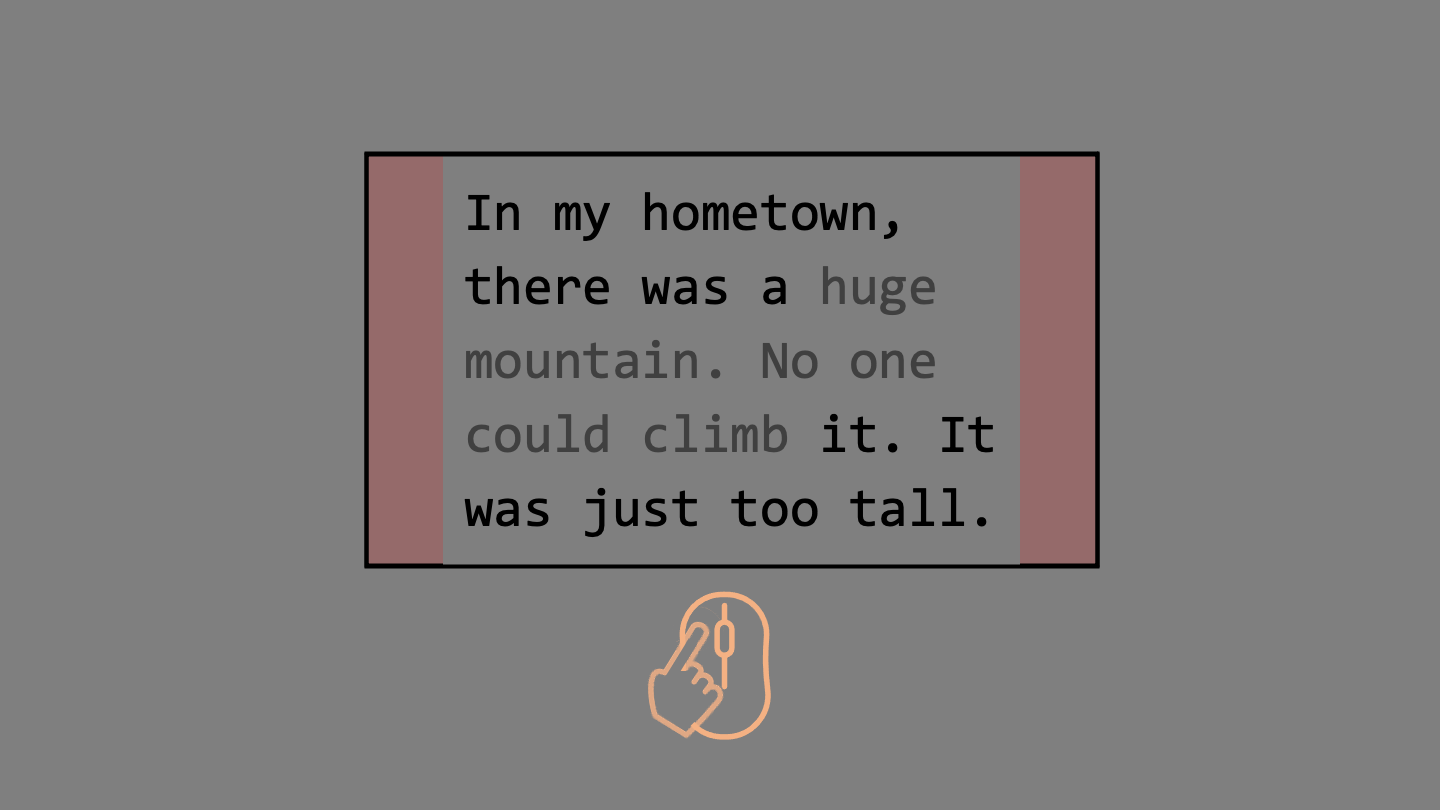 In my hometown,
there was a huge
mountain. No one
could climb it. It
was just too tall.